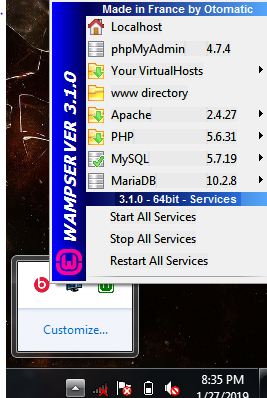 Made in France by Otomatic
Localhost
phpMyAdmin 4.7.4
Your VirtualHosts
www directory
Apache 2.4.27
PHP 5.6.31
MySQL 5.7.19
MariaDB 10.2.8
3.1.0 - 64bit - Services
Start All Services
Stop All Services
Restart All Services
WAMPSERVER 3.1.0
Customize...
8:35 PM
1/27/2019